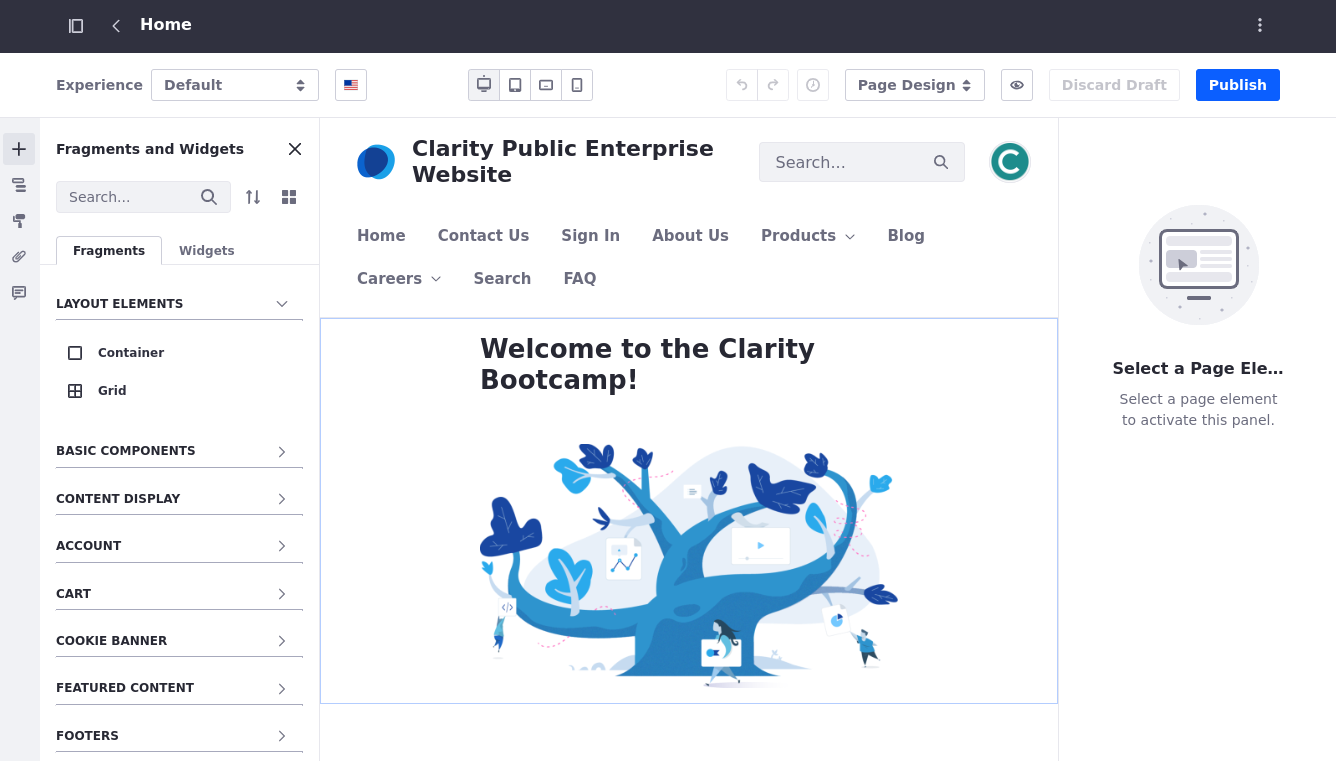 Home
Experience Default Page Design Discard Draft Publish
Fragments and Widgets
Search...
Fragments Widgets
LAYOUT ELEMENTS
Container
Grid
BASIC COMPONENTS
CONTENT DISPLAY
ACCOUNT
CART
COOKIE BANNER
FEATURED CONTENT
FOOTERS
Clarity Public Enterprise
Website
Search...
C
Home Contact Us Sign In About Us Products Blog
Careers Search FAQ
Welcome to the Clarity
Bootcamp!
</>
Select a Page Ele...
Select a page element
to activate this panel.